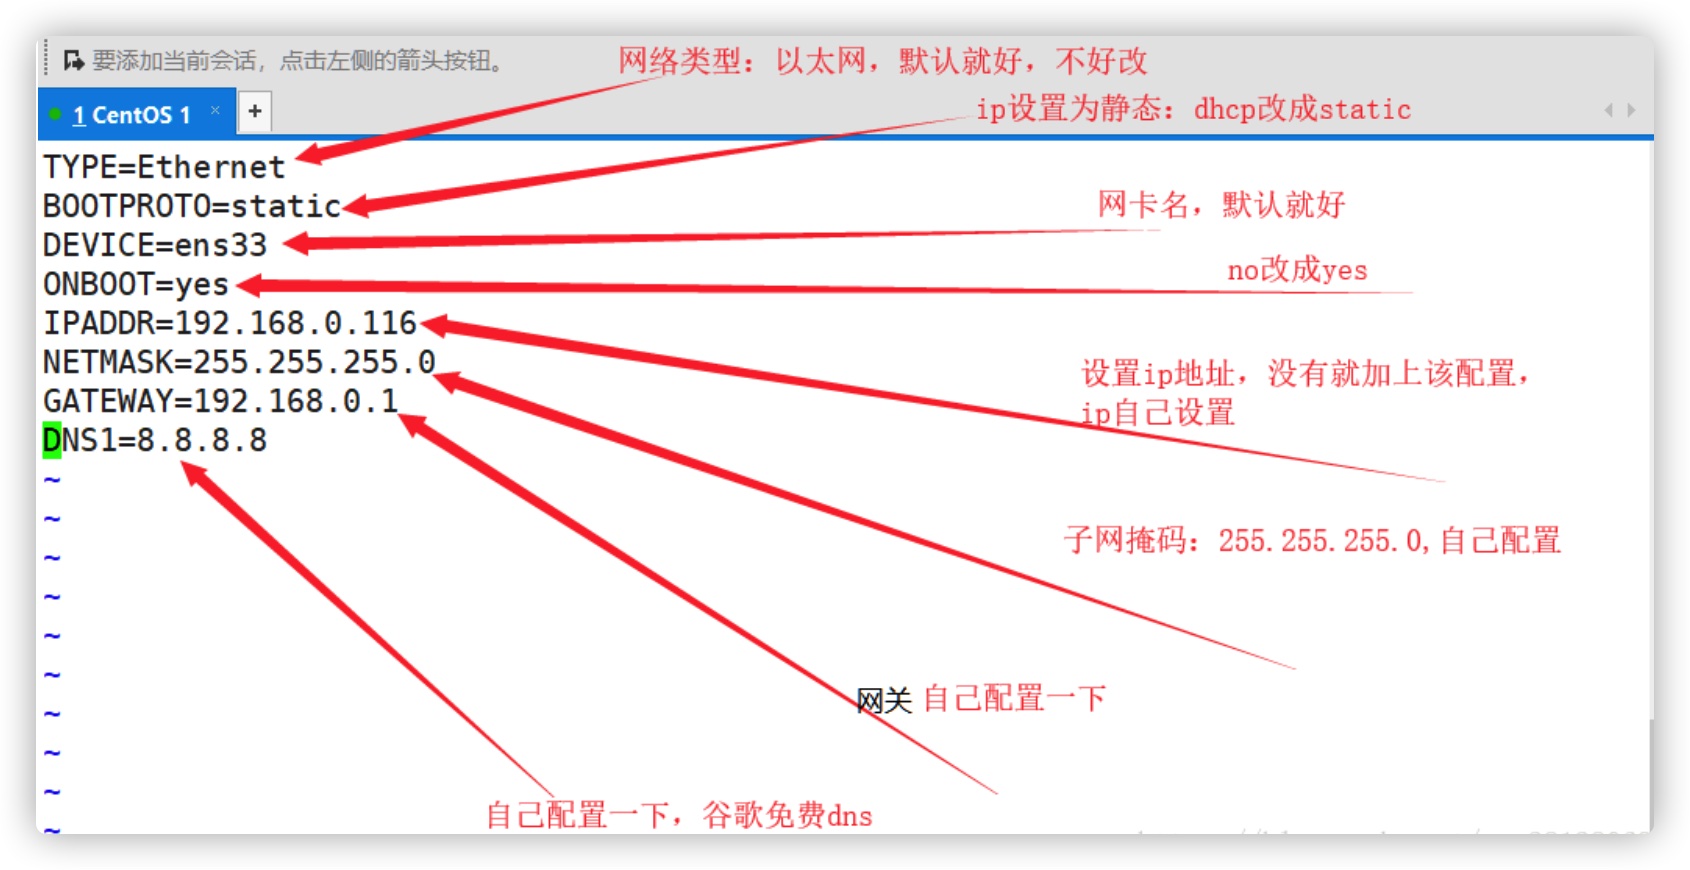 要添加当前会话，点击左侧的箭头按钮。
网络类型：以太网，默认就好，不好改
1 CentOS 1 × +
ip设置为静态：dhcp改成static
TYPE=Ethernet
BOOTPROTO=static
网卡名，默认就好
DEVICE=ens33
no改成yes
ONBOOT=yes
IPADDR=192.168.0.116
NETMASK=255.255.255.0
设置ip地址，没有就加上该配置，
ip自己设置
GATEWAY=192.168.0.1
DNS1=8.8.8.8
~
~
子网掩码：255.255.255.0,自己配置
~
~
~
~
网关 自己配置一下
~
~
~
自己配置一下，谷歌免费dns
~